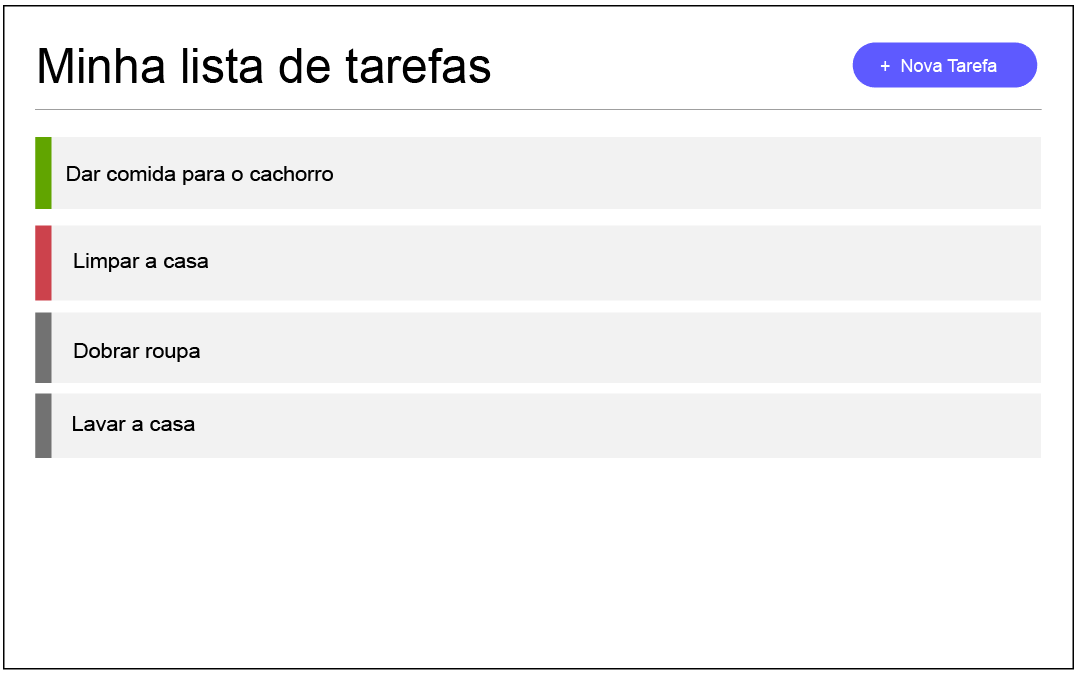 Minha lista de tarefas
+ Nova Tarefa
Dar comida para o cachorro
Limpar a casa
Dobrar roupa
Lavar a casa